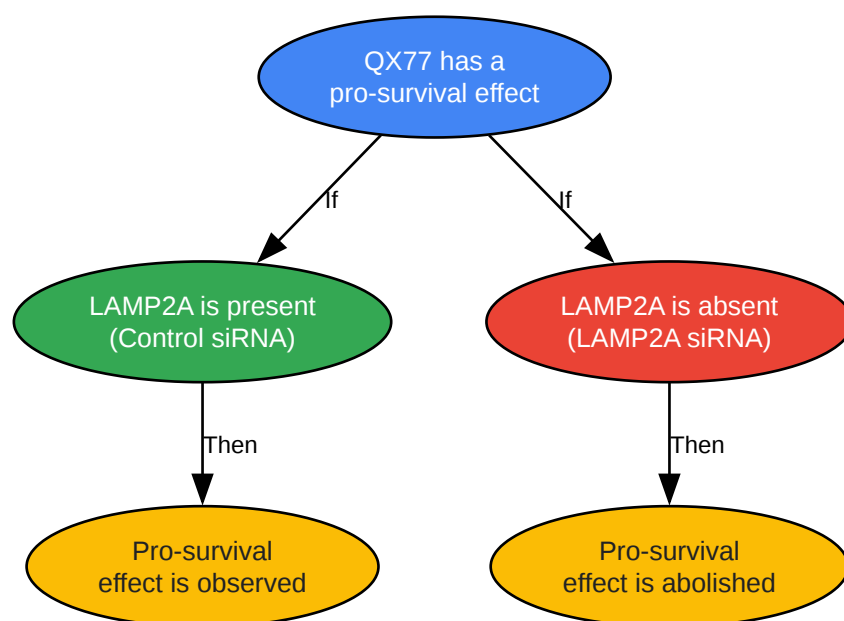 QX77 has a
pro-survival effect
If
If
LAMP2A is present
(Control siRNA)
LAMP2A is absent
(LAMP2A siRNA)
Then
Then
Pro-survival
effect is observed
Pro-survival
effect is abolished